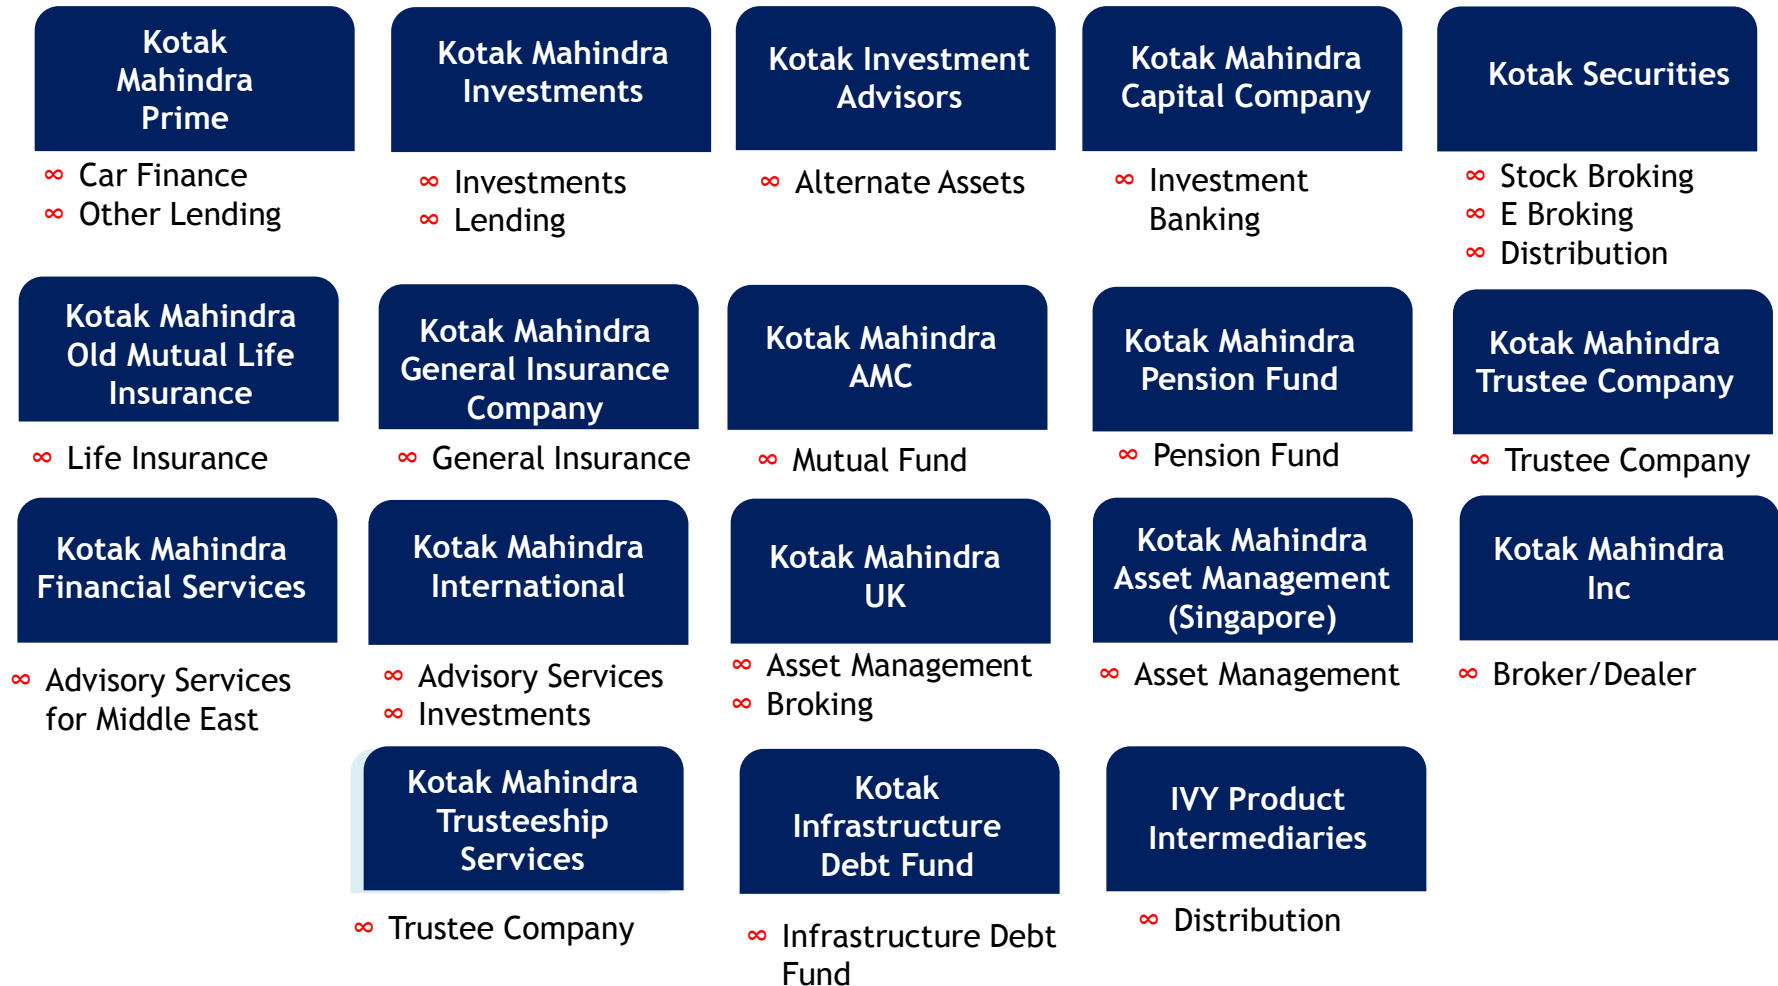 Kotak
Mahindra
Prime
∞ Car Finance
∞ Other Lending
Kotak Mahindra
Investments
∞ Investments
∞ Lending
Kotak Investment
Advisors
∞ Alternate Assets
Kotak Mahindra
Capital Company
∞ Investment
Banking
Kotak Securities
∞ Stock Broking
∞ E Broking
∞ Distribution
Kotak Mahindra
Old Mutual Life
Insurance
∞ Life Insurance
Kotak Mahindra
General Insurance
Company
∞ General Insurance
Kotak Mahindra
AMC
∞ Mutual Fund
Kotak Mahindra
Pension Fund
∞ Pension Fund
Kotak Mahindra
Trustee Company
∞ Trustee Company
Kotak Mahindra
Financial Services
∞ Advisory Services
for Middle East
Kotak Mahindra
International
∞ Advisory Services
∞ Investments
Kotak Mahindra
UK
∞ Asset Management
∞ Broking
Kotak Mahindra
Asset Management
(Singapore)
∞ Asset Management
Kotak Mahindra
Inc
∞ Broker/Dealer
Kotak Mahindra
Trusteeship
Services
∞ Trustee Company
Kotak
Infrastructure
Debt Fund
∞ Infrastructure Debt
Fund
IVY Product
Intermediaries
∞ Distribution